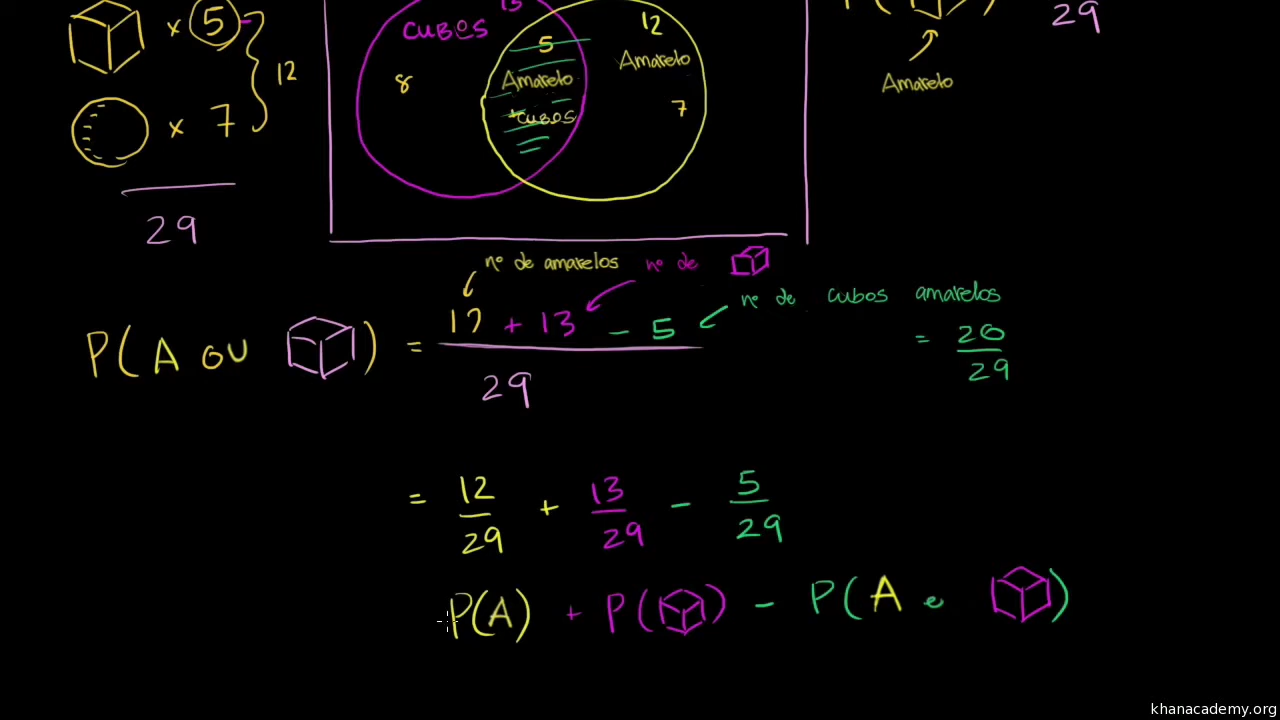 × 5
12
× 7
29
CUBOS
13
8
5
Amarelo
+cubos
12
Amarelo
7
29
Amarelo
nº de amarelos
nº de
nº de cubos amarelos
P(A ou ) = 12 + 13 - 5 = 20
29 29
= 12 + 13 - 5
29 29 29
P(A) + P( ) - P(A e )
khanacademy.org